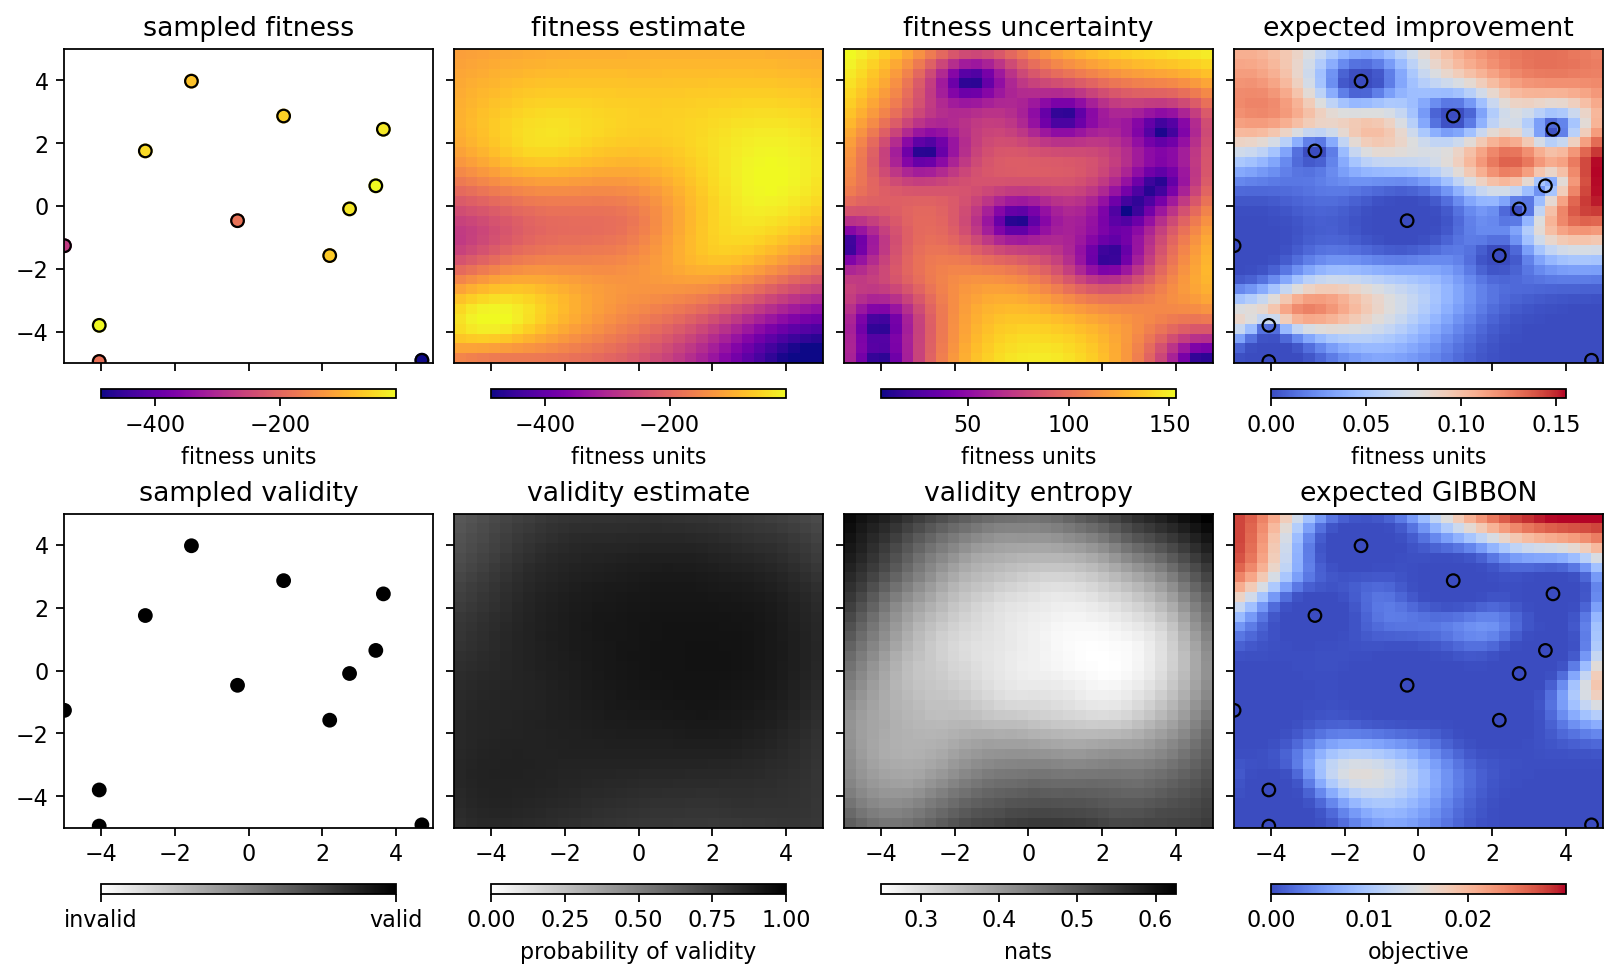 sampled fitness fitness estimate fitness uncertainty expected improvement
4
2
0
−2
−4
−400 −200 −400 −200 50 100 150 0.00 0.05 0.10 0.15
fitness units fitness units fitness units fitness units
sampled validity validity estimate validity entropy expected GIBBON
4
2
0
−2
−4
−4 −2 0 2 4 −4 −2 0 2 4 −4 −2 0 2 4 −4 −2 0 2 4
invalid valid 0.00 0.25 0.50 0.75 1.00 0.3 0.4 0.5 0.6 0.00 0.01 0.02
probability of validity nats objective